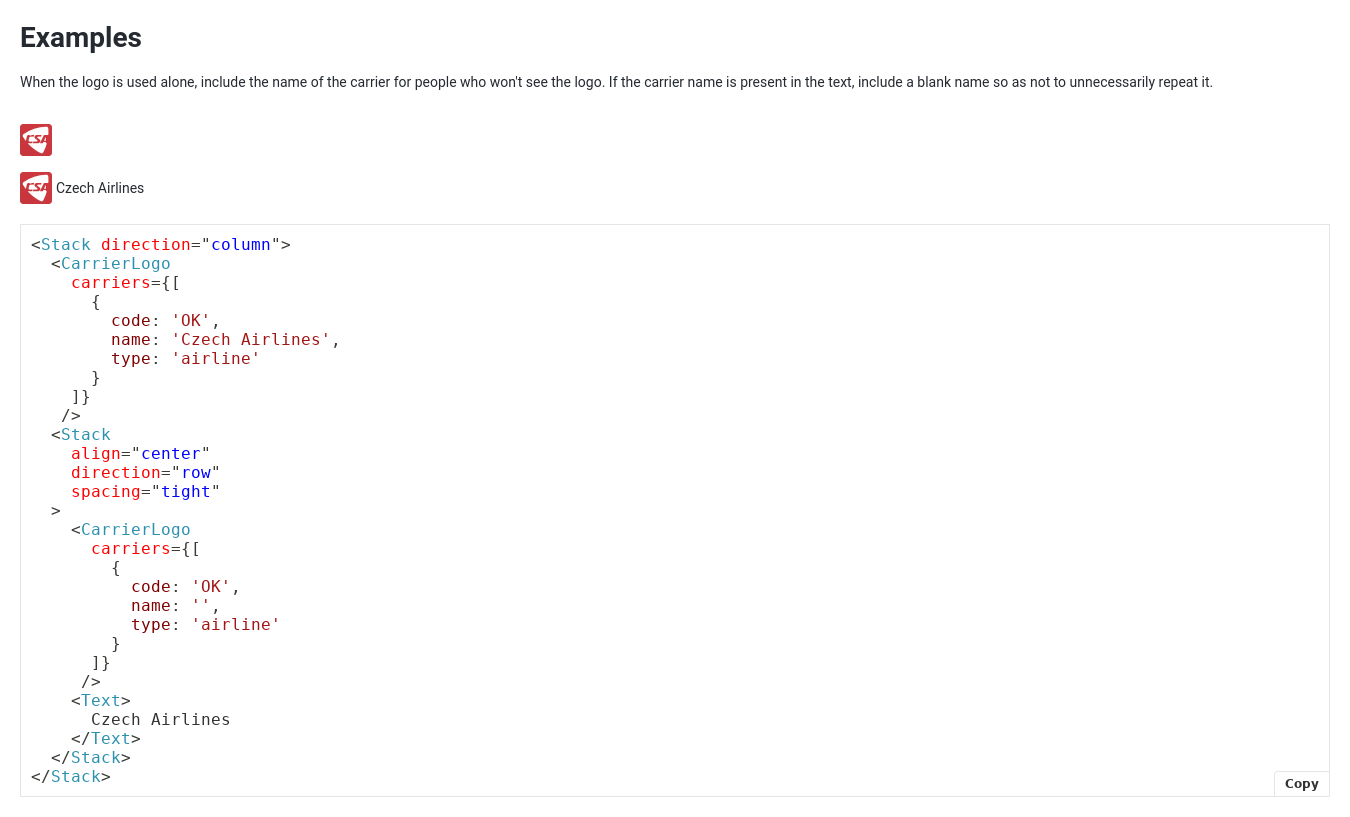 Examples
When the logo is used alone, include the name of the carrier for people who won't see the logo. If the carrier name is present in the text, include a blank name so as not to unnecessarily repeat it.
CSA
CSA Czech Airlines
<Stack direction="column">
  <CarrierLogo
    carriers={[
      {
        code: 'OK',
        name: 'Czech Airlines',
        type: 'airline'
      }
    ]}
   />
  <Stack
    align="center"
    direction="row"
    spacing="tight"
  >
    <CarrierLogo
      carriers={[
        {
          code: 'OK',
          name: '',
          type: 'airline'
        }
      ]}
     />
    <Text>
      Czech Airlines
    </Text>
  </Stack>
</Stack>
Copy